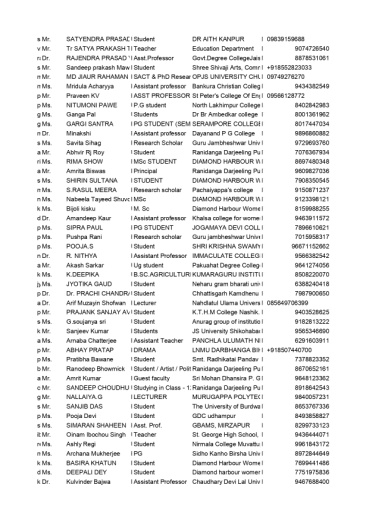 s Mr. SATYENDRA PRASAD Student DR AITH KANPUR I 09839159688
v Mr. Tr SATYA PRAKASH T Teacher Education Department I 9074726540
r Dr. RAJENDRA PRASAD Asst.Professor Govt.Degree CollegeJais I 8878531061
s Mr. Sandeep prakash Maw Student Shree Shivaji Arts, Comr I +918552823033
r Mr. MD JIAUR RAHAMAN SACT & PhD Resear OPJS UNIVERSITY CHU I 09749276270
m Ms. Mridula Acharyya Assistant professor Bankura Christian Colleg I 9434382549
p Mr. Praveen KV ASST PROFESSOR St Peter's College Of En I 09566128772
p Ms. NITUMONI PAWE P.G student North Lakhimpur College I 8402842983
g Ms. Ganga Pal Students Dr Br Ambedkar college I 8001361962
g Ms. GARGI SANTRA PG STUDENT (SEM SERAMPORE COLLEGE I 8017447034
d Dr. Minakshi Assistant professor Dayanand P G College 9896860882
s Ms. Savita Sihag Research Scholar Guru Jambheshwar Univ I 9729693760
a Mr. Abhvir Rj Roy Student Ranidanga Darjeeling Pu I 7076367934
ri Ms. RIMA SHOW MSc STUDENT DIAMOND HARBOUR W I 8697480348
a Mr. Amrita Biswas Principal Ranidanga Darjeeling Pu I 9609827036
s Ms. SHIRIN SULTANA STUDENT DIAMOND HARBOUR W I 7908350545
s Ms. S.RASUL MEERA Research scholar Pachaiyappa's college 9150871237
n Ms. Nabeela Tayeed Shuvo MSc DIAMOND HARBOUR W I 9123398121
k Ms. Bijoli kisku M. Sc Diamond Harbour Wome I 8159988255
d Dr. Amandeep Kaur Assistant professor Khalsa college for wome I 9463911572
p Ms. SIPRA PAUL PG STUDENT JOGAMAYA DEVI COLL I 7896610621
p Ms. Pushpa Rani Research scholar Guru jambheshwar univ I 7015958317
p Ms. POOJA.S Student SHRI KRISHNA SWAMY 96671152662
n Dr. R. NITHYA Assistant Professor IMMACULATE COLLEGE I 9566382542
a Mr. Akash Sarkar Ug student Pakuahat Degree Colleg I 9641274056
k Ms. K.DEEPIKA B.SC.AGRICULTURI KUMARAGURU INSTITU I 8508220070
j Ms. JYOTIKA GAUD Student Neharu gram bharati uni I 6388240418
p Dr. Dr. PRACHI CHANDRA Student Chhattisgarh Kamdhenu I 7987900650
a Dr. Arif Muzayin Shofwan Lecturer Nahdlatul Ulama Univers I 085649706399
p Mr. PRAJANK SANJAY AV Student K.T.H.M College Nashik. I 9403528625
s Ms. G.soujanya sri Student Anurag group of institutio I 9182813222
k Mr. Sanjeev Kumar Students JS University Shikohabad I 9565346690
a Ms. Arnaba Chatterjee Assistant Teacher PANCHLA ULUMATH NI I 6291603911
p Mr. ABHAY PRATAP DRAMA LNMU DARBHANGA BIH I +918507440700
p Ms. Pratibha Bawane Student Smt. Radhikatai Pandav I 7378823352
b Mr. Ranodeep Bhowmick Student / Artist / Polit Ranidanga Darjeeling Pu I 8670652161
a Mr. Amrit Kumar Guest faculty Sri Mohan Dhansira P. G I 9648123362
c Mr. SANDEEP CHOUDHU Studying in Class - 1 Ranidanga Darjeeling Pu I 8918642543
g Mr. NALLAIYA.G LECTURER MURUGAPPA POLYTEC I 9840057231
s Mr. SANJIB DAS Student The University of Burdwa I 8653767336
p Ms. Pooja Devi Student GDC udhampur 8493817826
s Ms. SIMARAN SHAHEEN Asst. Prof. GBAMS, MIRZAPUR I 8299733123
it Mr. Oinam Ibochou Singh Teacher St. George High School, I 9436444071
n Ms. Ashly Regi Student Nirmala College Muvattu I 9961843172
m Ms. Archana Mukherjee PG Sidho Kanho Birsha Univ I 8972844649
k Ms. BASIRA KHATUN Student Diamond Harbour Wome I 7699441486
d Ms. DEEPALI DEY Student Diamond harbour women I 7751975836
k Dr. Kulvinder Bajwa Assistant Professor Chaudhary Devi Lal Univ I 9467688400